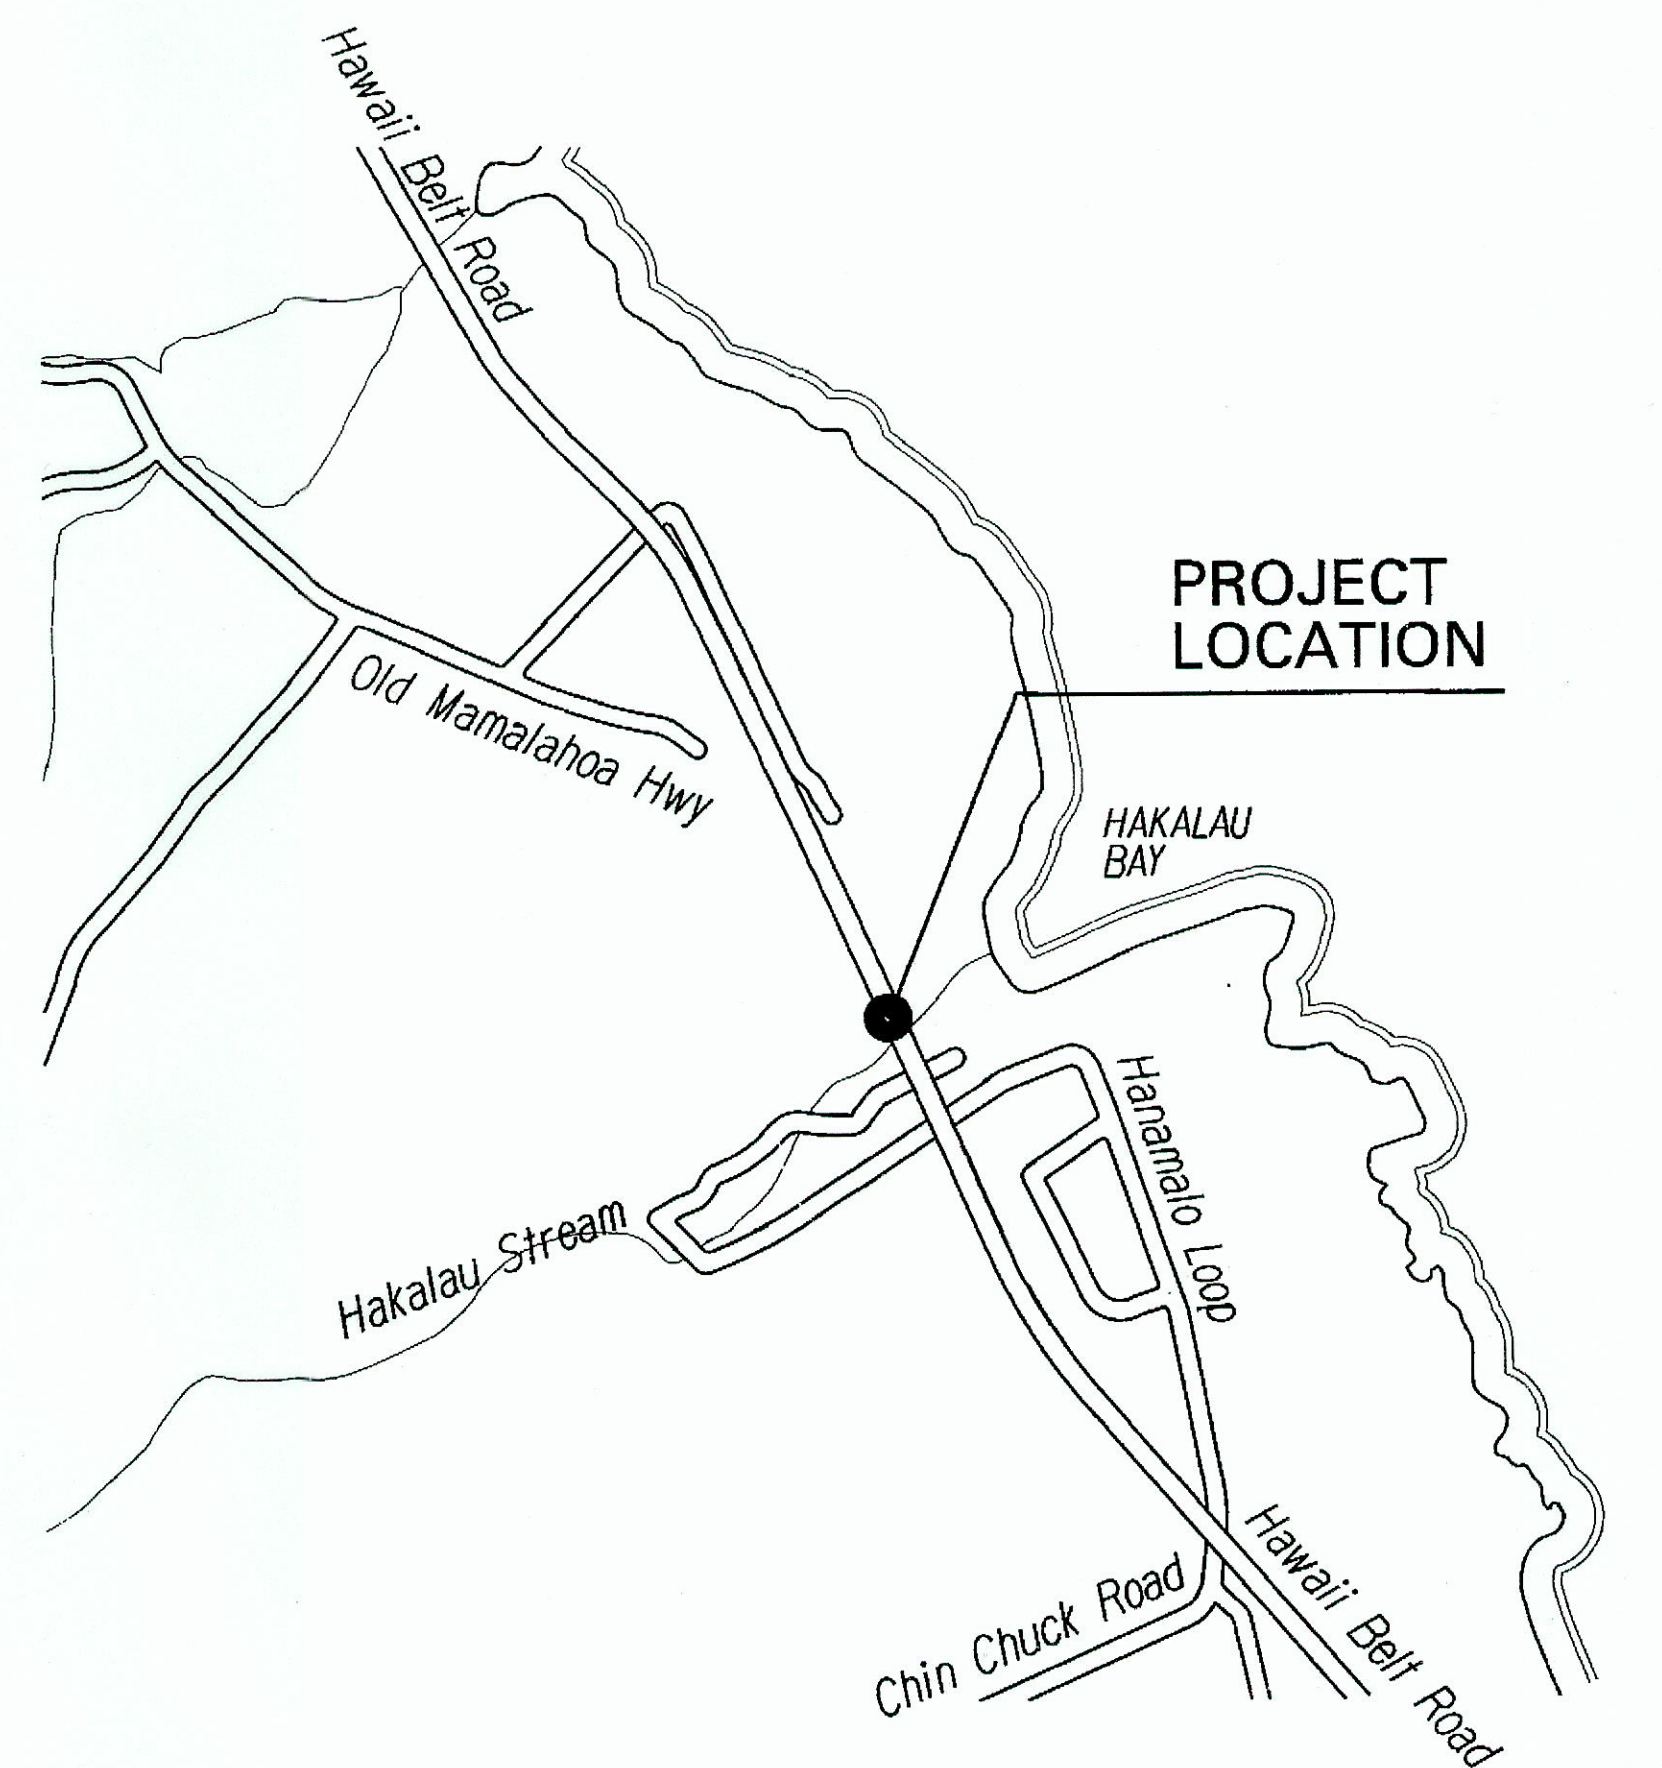 Hawaii Belt Road
PROJECT
LOCATION
Old Mamalahoa Hwy
HAKALAU
BAY
Hanamalo Loop
Hakalau Stream
Hawaii Belt Road
Chin Chuck Road